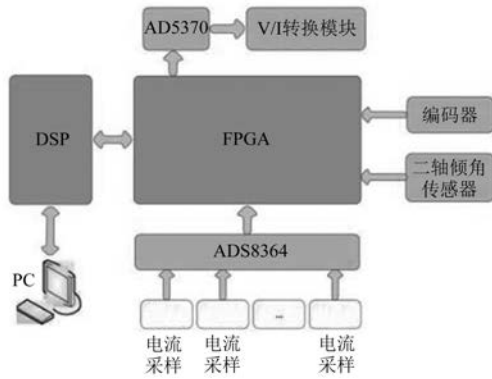 AD5370
V/I转换模块
DSP
FPGA
编码器
二轴倾角
传感器
ADS8364
PC
...
电流
采样
电流
采样
电流
采样